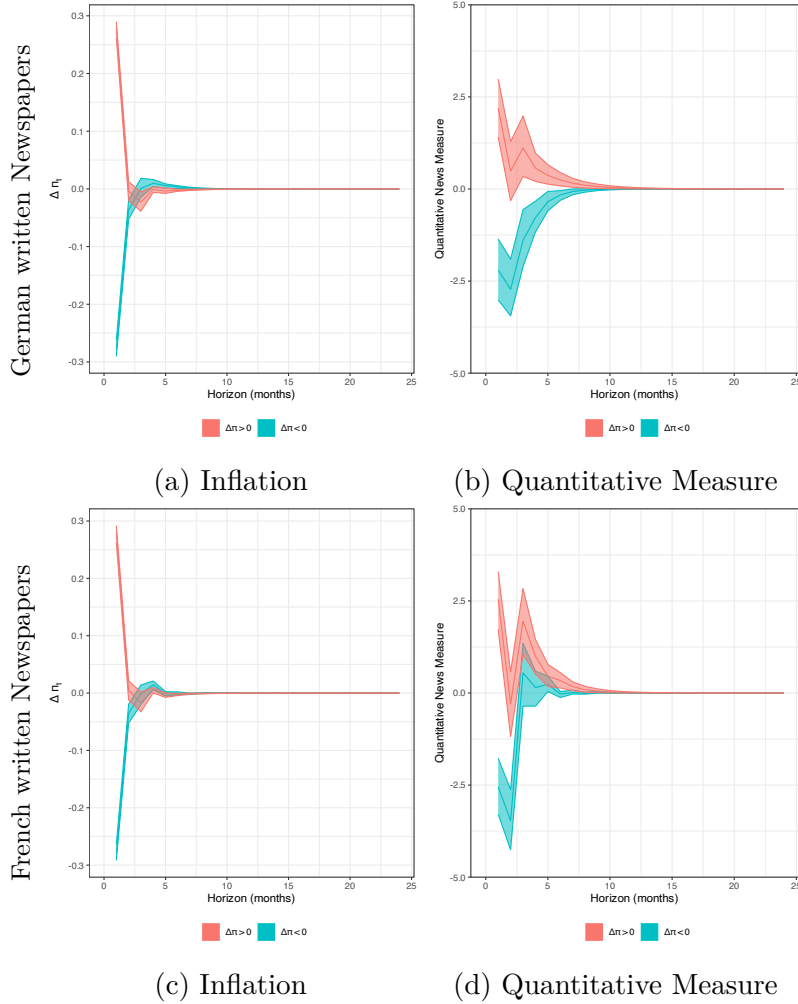 German written Newspapers
0.3
0.2
0.1
0.0
-0.1
-0.2
-0.3
Δ nₜ
0 5 10 15 20 25
Horizon (months)
Δπ>0 Δπ<0
(a) Inflation
5.0
2.5
0.0
-2.5
-5.0
Quantitative News Measure
0 5 10 15 20 25
Horizon (months)
Δπ>0 Δπ<0
(b) Quantitative Measure
French written Newspapers
0.3
0.2
0.1
0.0
-0.1
-0.2
-0.3
Δ nₜ
0 5 10 15 20 25
Horizon (months)
Δπ>0 Δπ<0
(c) Inflation
5.0
2.5
0.0
-2.5
-5.0
Quantitative News Measure
0 5 10 15 20 25
Horizon (months)
Δπ>0 Δπ<0
(d) Quantitative Measure